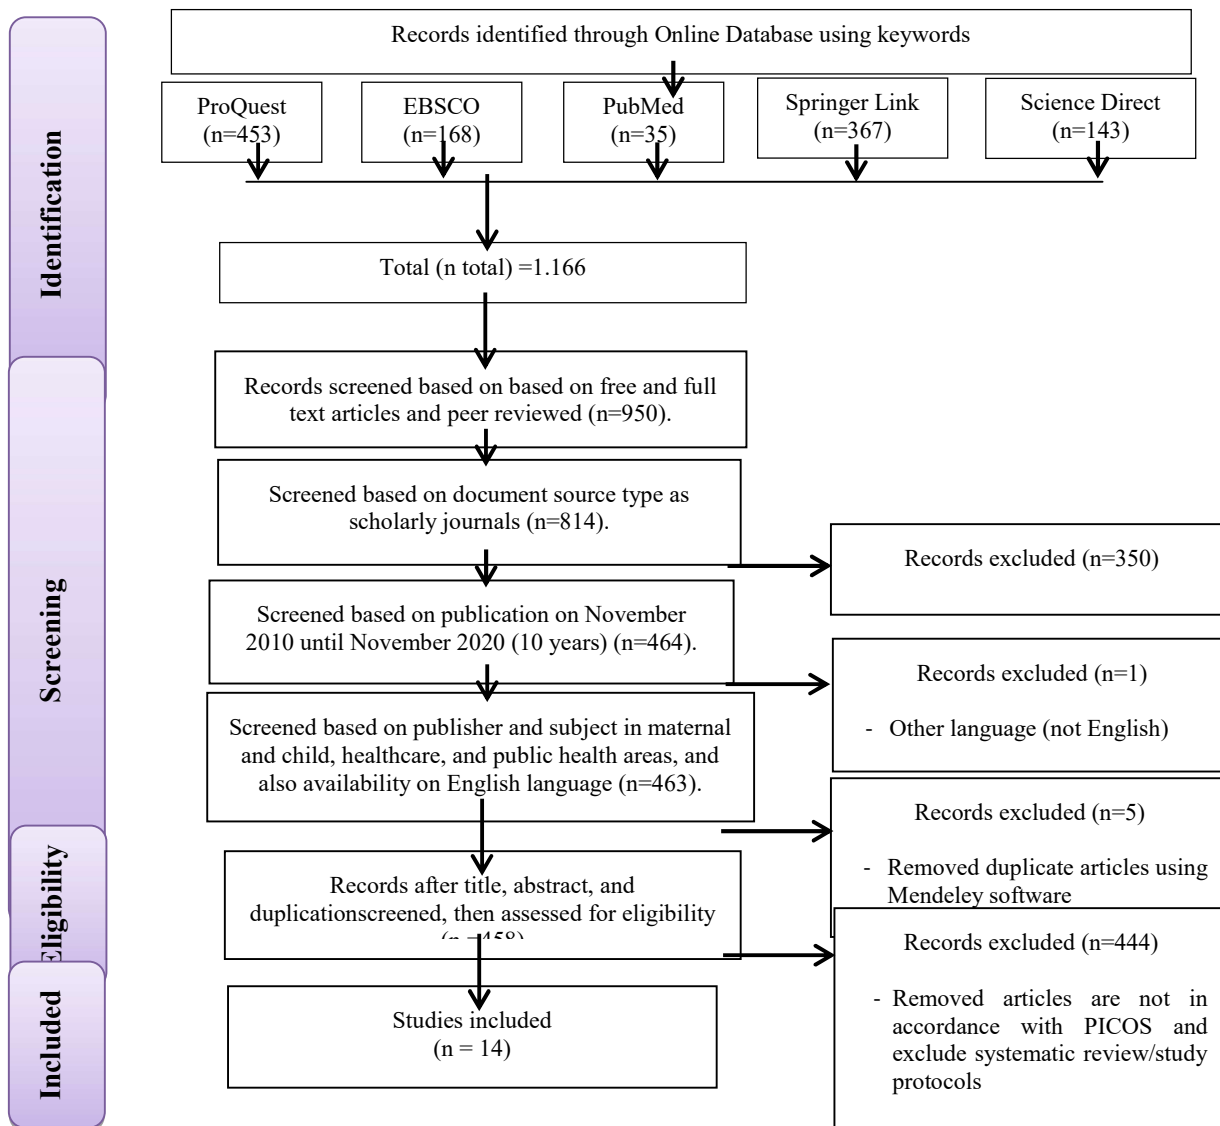 Records identified through Online Database using keywords
ProQuest
(n=453)
EBSCO
(n=168)
PubMed
(n=35)
Springer Link
(n=367)
Science Direct
(n=143)
Identification
Total (n total) =1.166
Records screened based on based on free and full
text articles and peer reviewed (n=950).
Screening
Screened based on document source type as
scholarly journals (n=814).
Records excluded (n=350)
Screened based on publication on November
2010 until November 2020 (10 years) (n=464).
Records excluded (n=1)
- Other language (not English)
Screened based on publisher and subject in maternal
and child, healthcare, and public health areas, and
also availability on English language (n=463).
Records excluded (n=5)
- Removed duplicate articles using
Mendeley software
Eligibility
Records after title, abstract, and
duplicationscreened, then assessed for eligibility
(n =458)
Records excluded (n=444)
- Removed articles are not in
accordance with PICOS and
exclude systematic review/study
protocols
Included
Studies included
(n = 14)